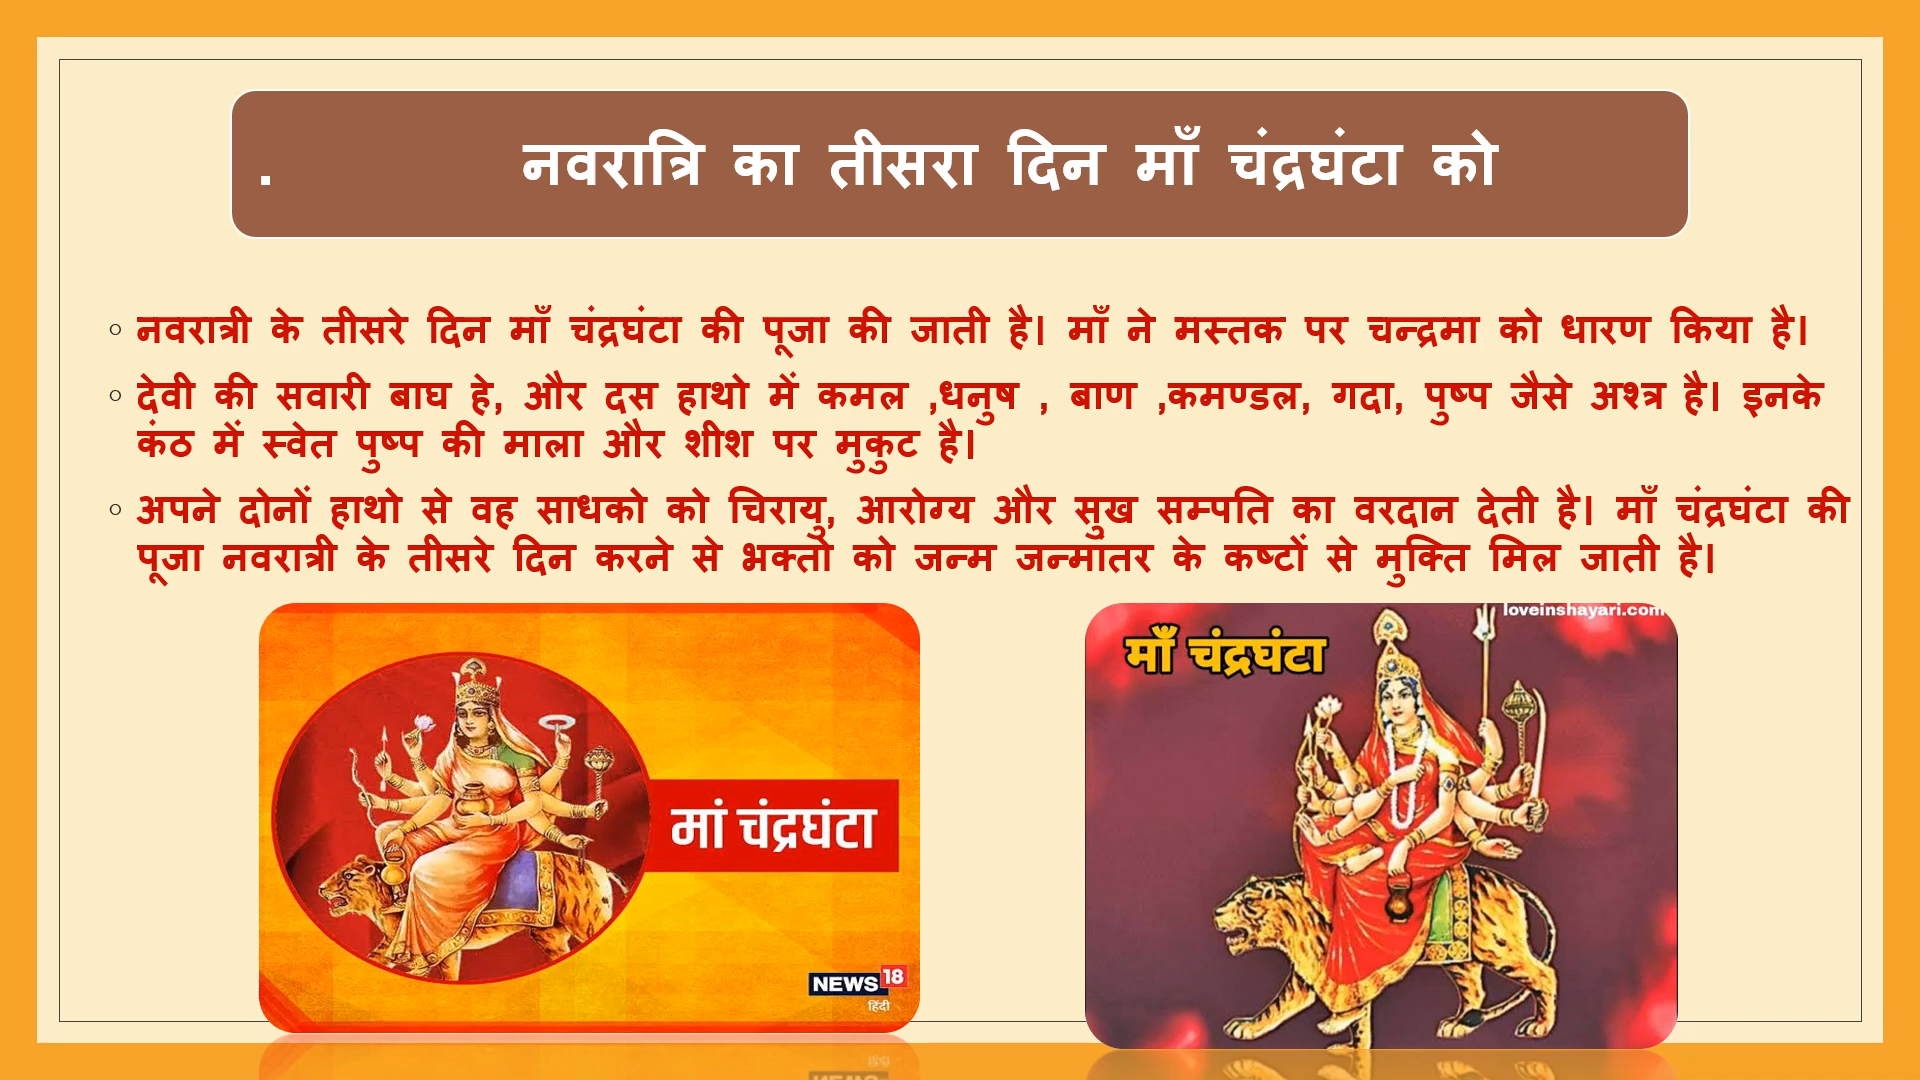 . नवरात्रि का तीसरा दिन माँ चंद्रघंटा को
◦ नवरात्री के तीसरे दिन माँ चंद्रघंटा की पूजा की जाती है। माँ ने मस्तक पर चन्द्रमा को धारण किया है।
◦ देवी की सवारी बाघ हे, और दस हाथो में कमल ,धनुष , बाण ,कमण्डल, गदा, पुष्प जैसे अश्त्र है। इनके
कंठ में स्वेत पुष्प की माला और शीश पर मुकुट है।
◦ अपने दोनों हाथो से वह साधको को चिरायु, आरोग्य और सुख सम्पति का वरदान देती है। माँ चंद्रघंटा की
पूजा नवरात्री के तीसरे दिन करने से भक्तो को जन्म जन्मांतर के कष्टों से मुक्ति मिल जाती है।
loveinshayari.com
माँ चंद्रघंटा
मां चंद्रघंटा
NEWS 18
हिंदी